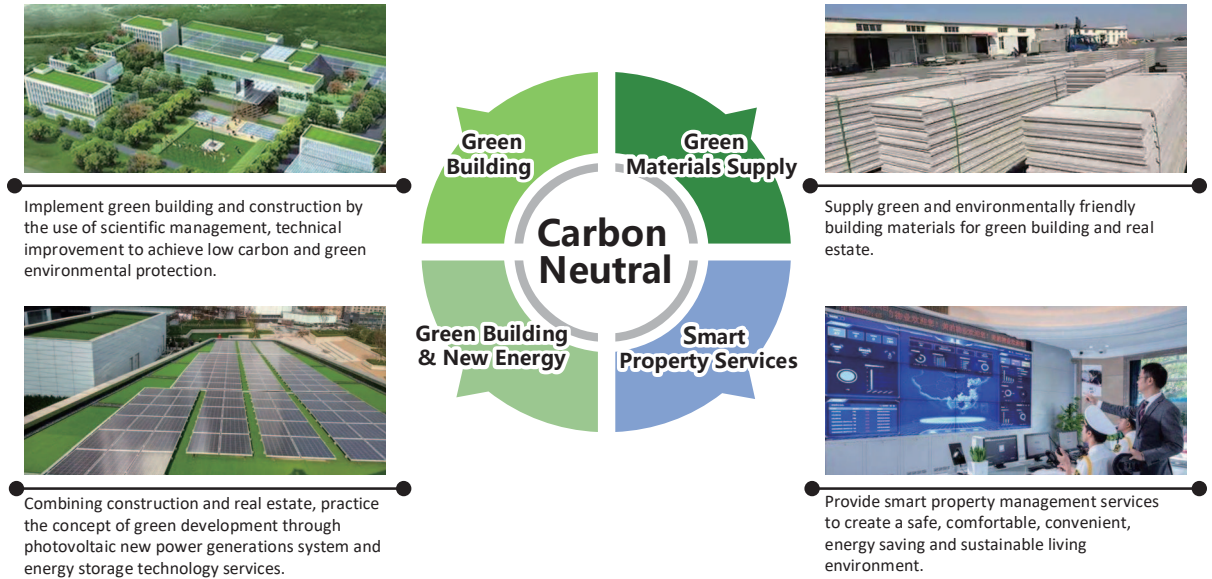 Green
Building
Green
Materials Supply
Carbon
Neutral
Green Building
& New Energy
Smart
Property Services
Implement green building and construction by
the use of scientific management, technical
improvement to achieve low carbon and green
environmental protection.
Supply green and environmentally friendly
building materials for green building and real
estate.
Combining construction and real estate, practice
the concept of green development through
photovoltaic new power generations system and
energy storage technology services.
Provide smart property management services
to create a safe, comfortable, convenient,
energy saving and sustainable living
environment.